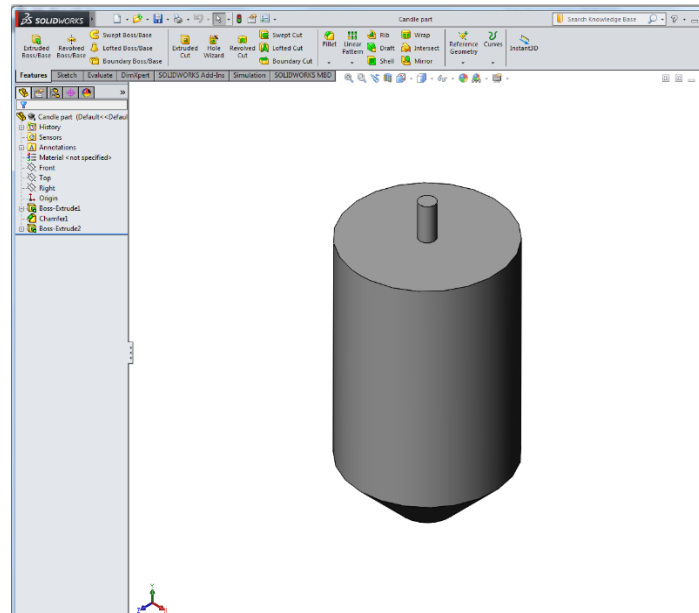 SOLIDWORKS
Candle part
Search Knowledge Base
Extruded Boss/Base
Revolved Boss/Base
Swept Boss/Base
Lofted Boss/Base
Boundary Boss/Base
Extruded Cut
Hole Wizard
Revolved Cut
Swept Cut
Lofted Cut
Boundary Cut
Fillet
Linear Pattern
Rib
Draft
Shell
Wrap
Intersect
Mirror
Reference Geometry
Curves
Instant3D
Features
Sketch
Evaluate
DimXpert
SOLIDWORKS Add-Ins
Simulation
SOLIDWORKS MBD
Candle part (Default<<Defaul
History
Sensors
Annotations
Material <not specified>
Front
Top
Right
Origin
Boss-Extrude1
Chamfer1
Boss-Extrude2
Y
Z